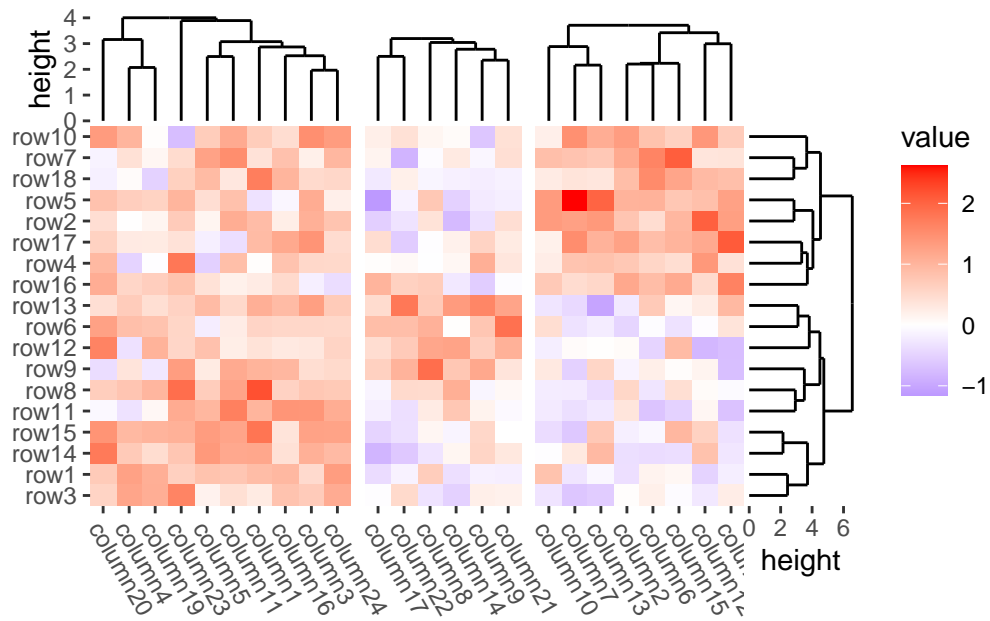 4
3
2
1
0
height
row10
row7
row18
row5
row2
row17
row4
row16
row13
row6
row12
row9
row8
row11
row15
row14
row1
row3
value
2
1
0
−1
column20
column4
column19
column23
column5
column11
column1
column16
column3
column24
column17
column22
column8
column14
column9
column21
column10
column7
column13
column2
column6
column15
column12
0 2 4 6
height